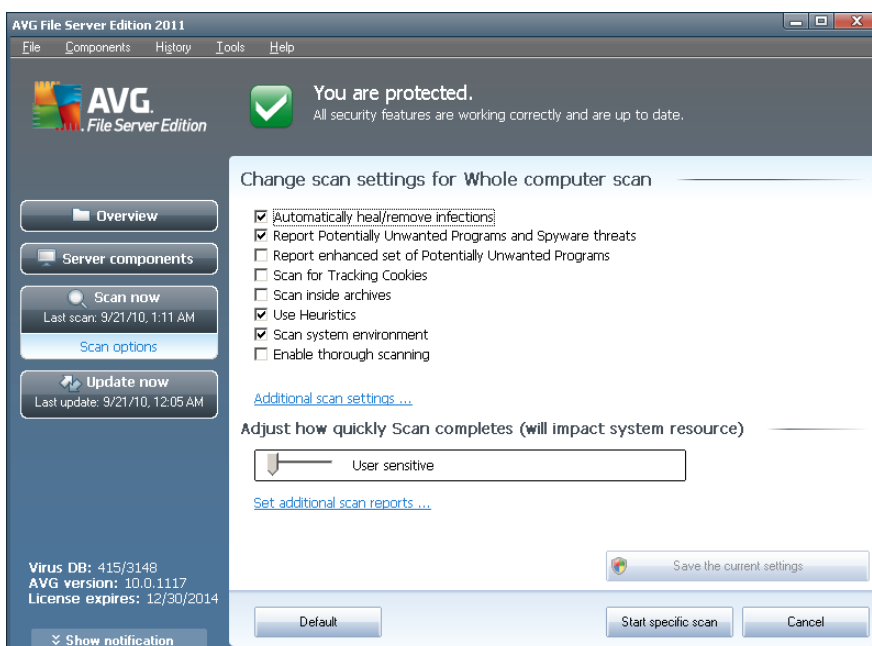 AVG File Server Edition 2011
File Components History Tools Help
AVG.
File Server Edition
You are protected.
All security features are working correctly and are up to date.
Change scan settings for Whole computer scan
Overview
Server components
Scan now
Last scan: 9/21/10, 1:11 AM
Scan options
Update now
Last update: 9/21/10, 12:05 AM
Automatically heal/remove infections
Report Potentially Unwanted Programs and Spyware threats
Report enhanced set of Potentially Unwanted Programs
Scan for Tracking Cookies
Scan inside archives
Use Heuristics
Scan system environment
Enable thorough scanning
Additional scan settings ...
Adjust how quickly Scan completes (will impact system resource)
User sensitive
Set additional scan reports ...
Virus DB: 415/3148
AVG version: 10.0.1117
License expires: 12/30/2014
Show notification
Save the current settings
Default
Start specific scan
Cancel